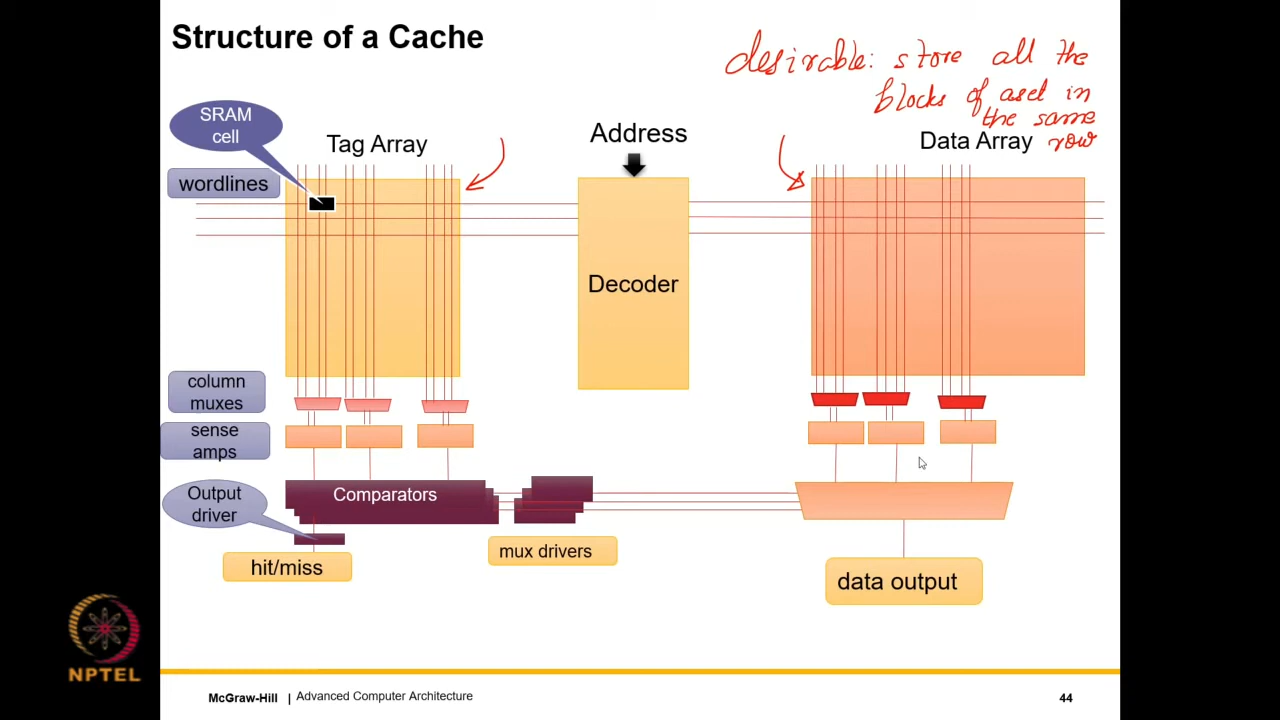 Structure of a Cache
desirable: store all the
blocks of a set in
the same
row
SRAM
cell
Tag Array
Address
Data Array
wordlines
Decoder
column
muxes
sense
amps
Output
driver
Comparators
mux drivers
hit/miss
data output
NPTEL
McGraw-Hill | Advanced Computer Architecture
44